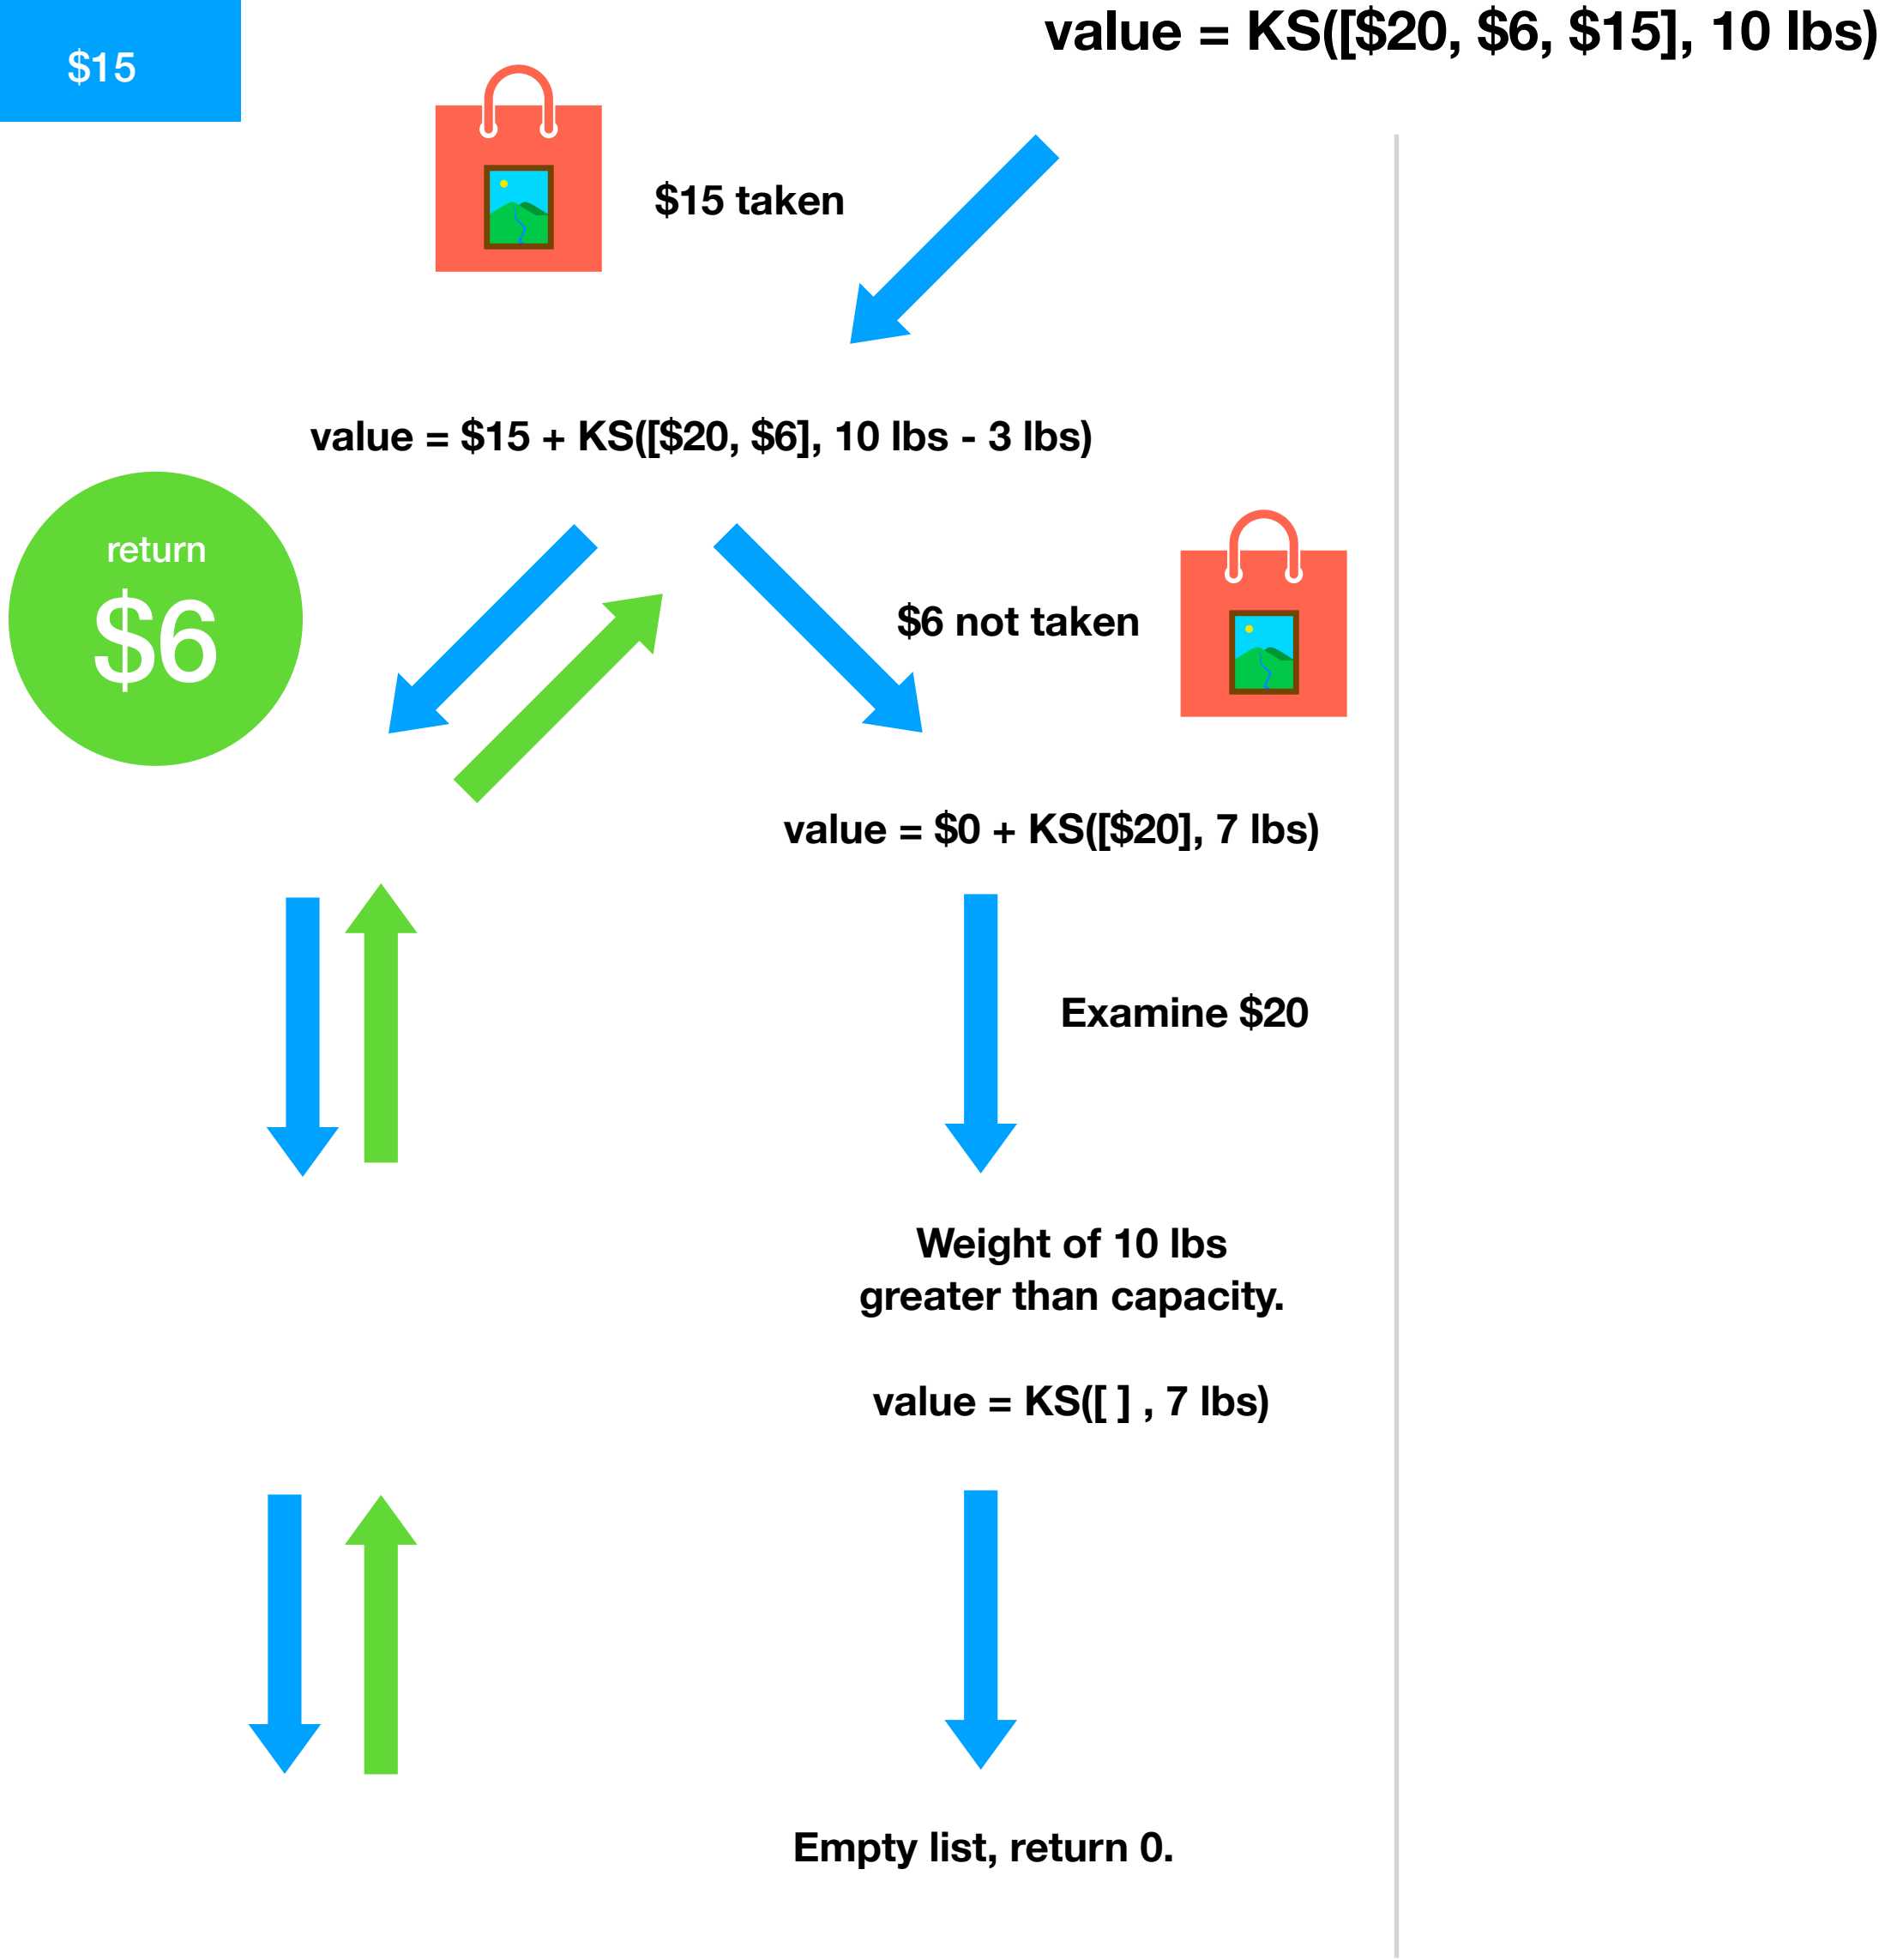 $15
value = KS([$20, $6, $15], 10 lbs)
$15 taken
value = $15 + KS([$20, $6], 10 lbs - 3 lbs)
return
$6
$6 not taken
value = $0 + KS([$20], 7 lbs)
Examine $20
Weight of 10 lbs
greater than capacity.
value = KS([ ] , 7 lbs)
Empty list, return 0.